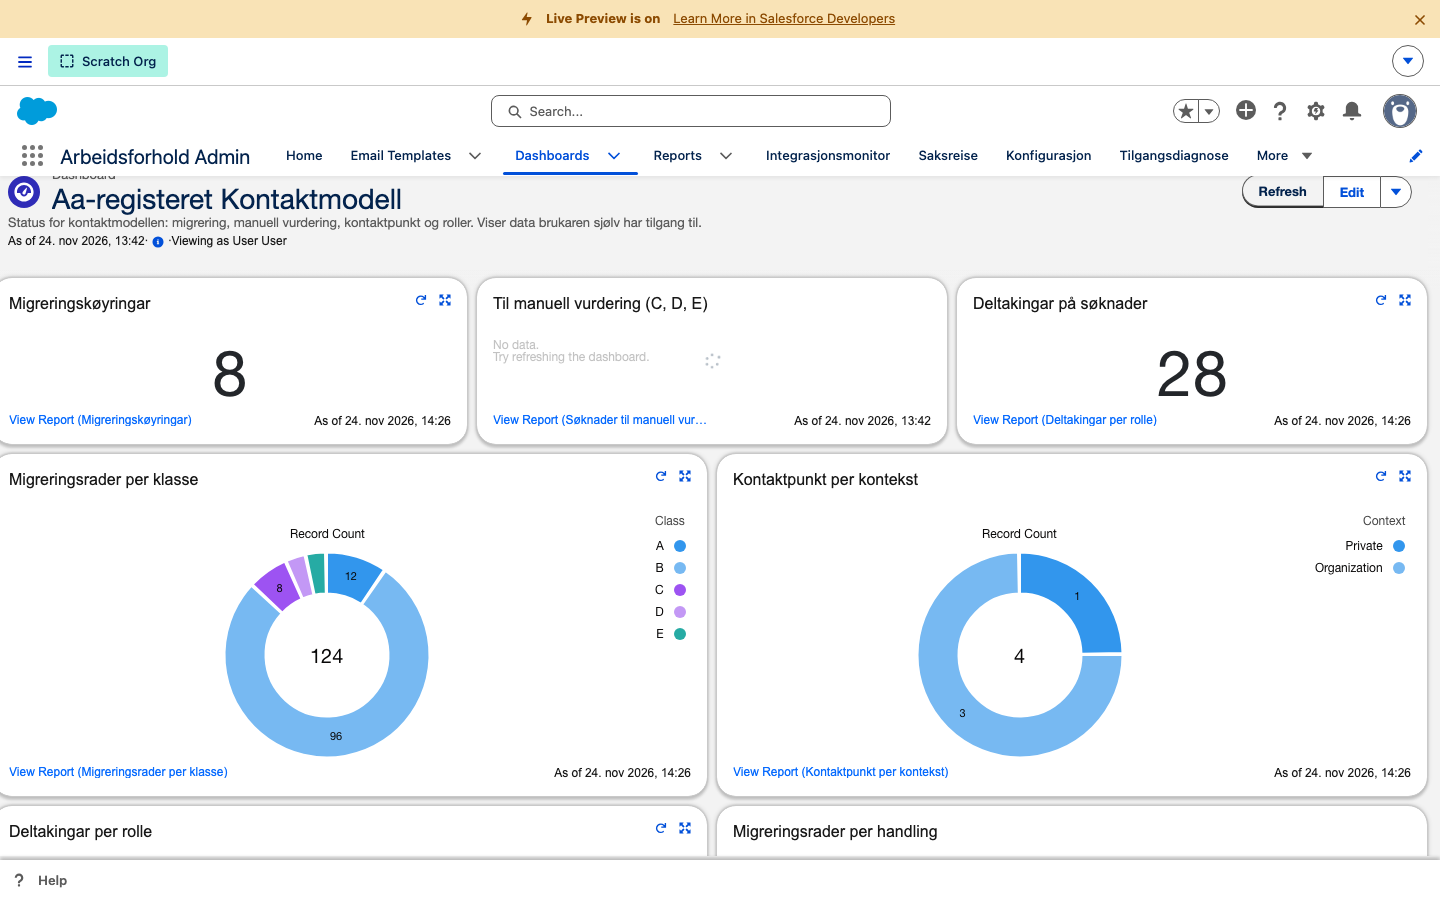 Live Preview is on Learn More in Salesforce Developers
Scratch Org
Search...
Arbeidsforhold Admin Home Email Templates Dashboards Reports Integrasjonsmonitor Saksreise Konfigurasjon Tilgangsdiagnose More
Dashboard
Aa-registeret Kontaktmodell
Refresh Edit
Status for kontaktmodellen: migrering, manuell vurdering, kontaktpunkt og roller. Viser data brukaren sjølv har tilgang til.
As of 24. nov 2026, 13:42· ·Viewing as User User
Migreringskøyringar
8
View Report (Migreringskøyringar) As of 24. nov 2026, 14:26
Til manuell vurdering (C, D, E)
No data.
Try refreshing the dashboard.
View Report (Søknader til manuell vur… As of 24. nov 2026, 13:42
Deltakingar på søknader
28
View Report (Deltakingar per rolle) As of 24. nov 2026, 14:26
Migreringsrader per klasse
Record Count
Class
A
B
C
D
E
12
8
124
96
View Report (Migreringsrader per klasse) As of 24. nov 2026, 14:26
Kontaktpunkt per kontekst
Record Count
Context
Private
Organization
1
4
3
View Report (Kontaktpunkt per kontekst) As of 24. nov 2026, 14:26
Deltakingar per rolle
Migreringsrader per handling
? Help